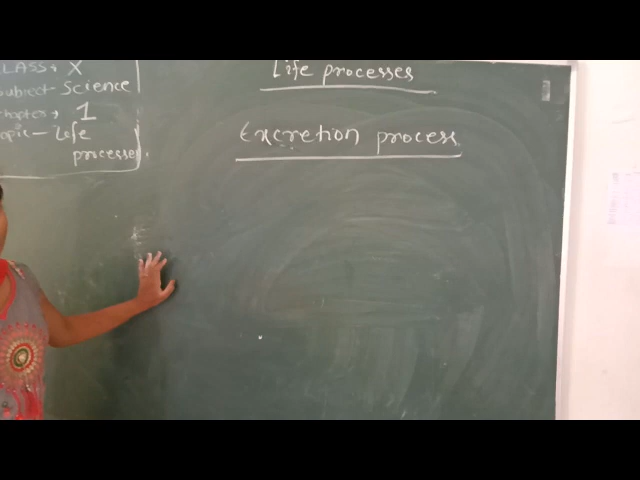 CLASS: X
Subject - Science
Chapter: 1
Topic - Life
processes.
Life processes
Excretion process